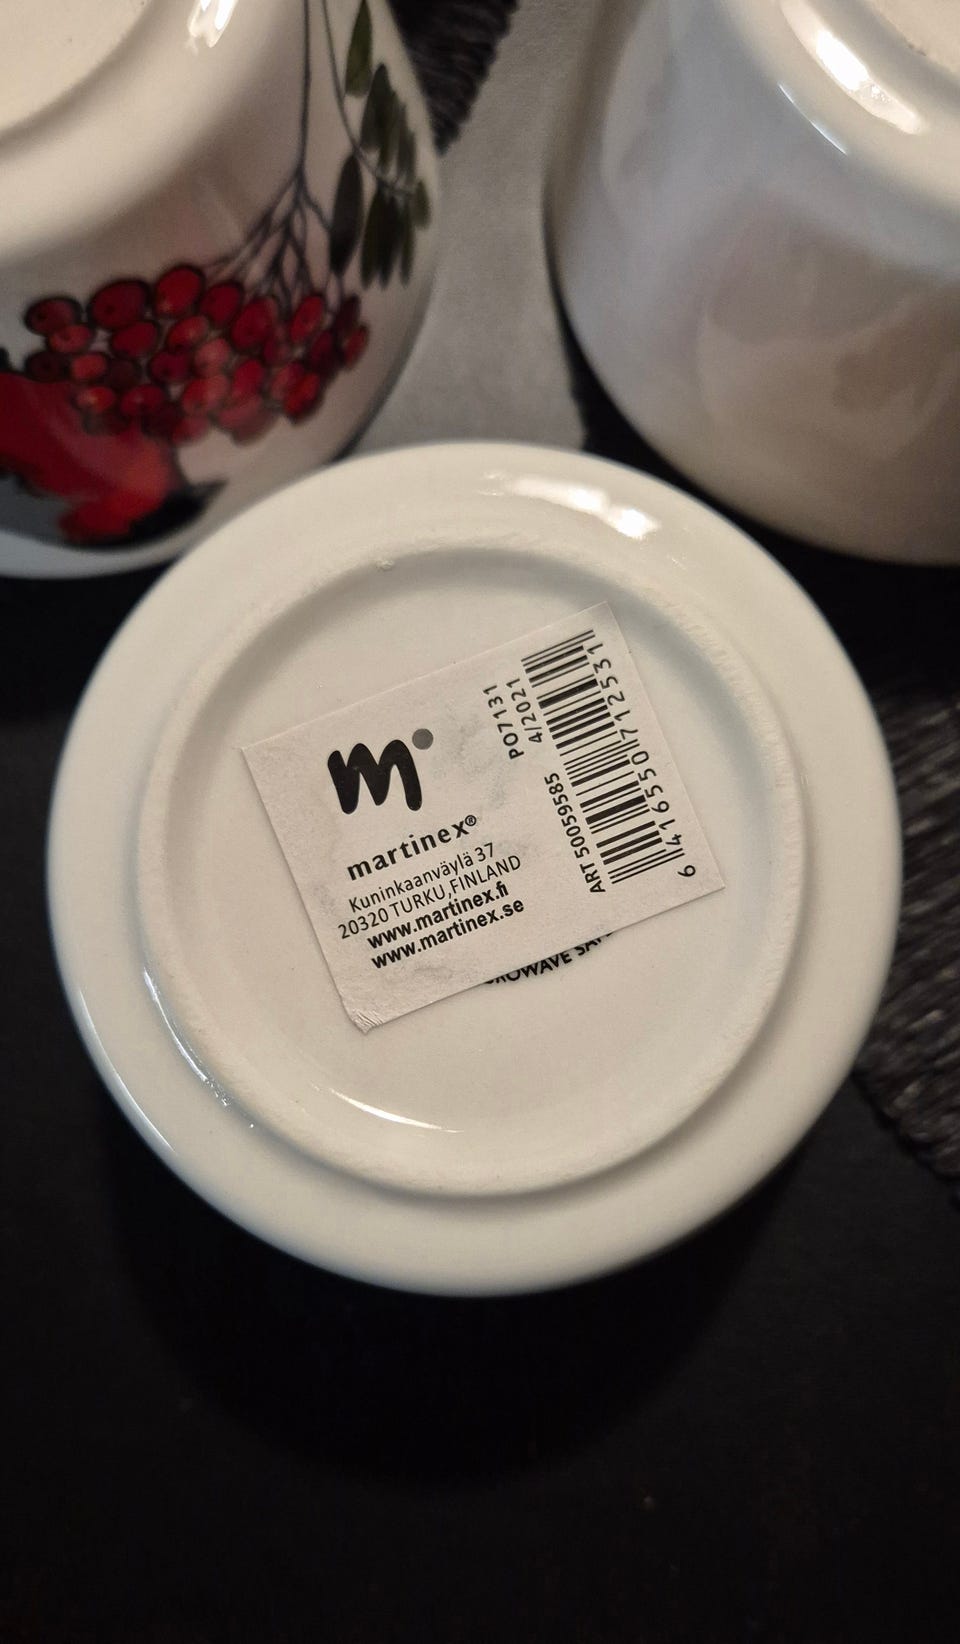 m
martinex®
Kuninkaanväylä 37
20320 TURKU,FINLAND
www.martinex.fi
www.martinex.se
PO7131
4/2021
ART 50059585
6 416550 712531